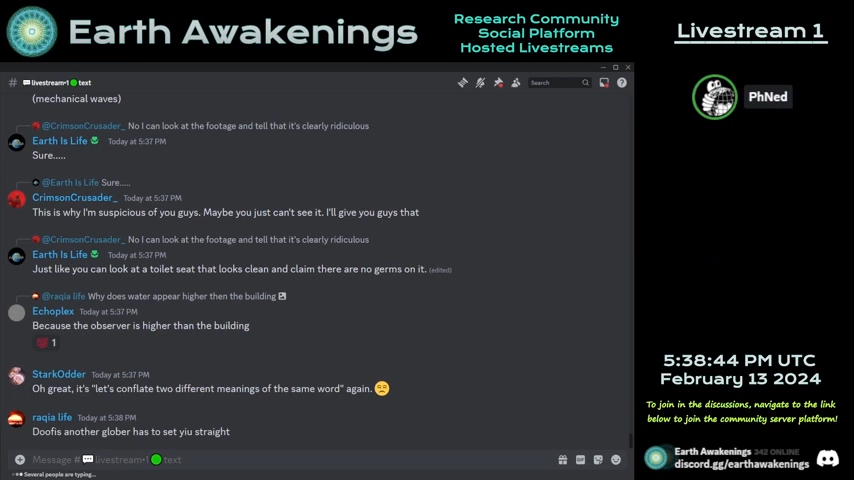 Earth Awakenings
Research Community
Social Platform
Hosted Livestreams
Livestream 1
# livestream•1 text
Search
(mechanical waves)
@CrimsonCrusader_ No I can look at the footage and tell that it's clearly ridiculous
Earth Is Life Today at 5:37 PM
Sure.....
@Earth Is Life Sure.....
CrimsonCrusader_ Today at 5:37 PM
This is why I'm suspicious of you guys. Maybe you just can't see it. I'll give you guys that
@CrimsonCrusader_ No I can look at the footage and tell that it's clearly ridiculous
Earth Is Life Today at 5:37 PM
Just like you can look at a toilet seat that looks clean and claim there are no germs on it. (edited)
@raqia life Why does water appear higher then the building
Echoplex Today at 5:37 PM
Because the observer is higher than the building
1
StarkOdder Today at 5:37 PM
Oh great, it's "let's conflate two different meanings of the same word" again.
raqia life Today at 5:38 PM
Doofis another glober has to set yiu straight
Message # livestream•1 text
Several people are typing...
PhNed
5:38:44 PM UTC
February 13 2024
To join in the discussions, navigate to the link
below to join the community server platform!
Earth Awakenings 342 ONLINE
discord.gg/earthawakenings